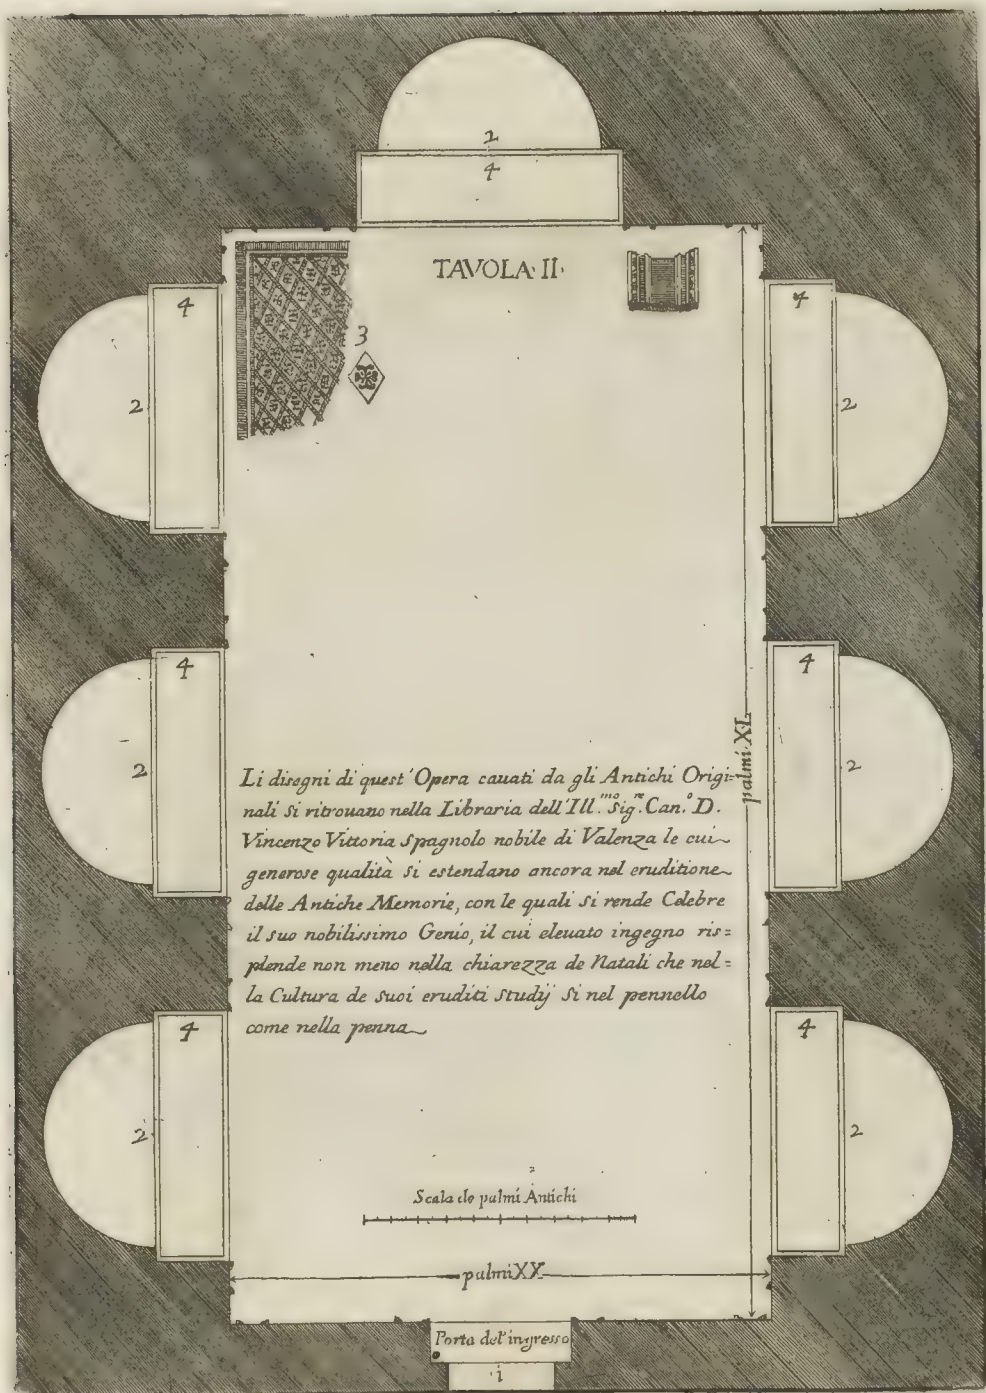 2
4
TAVOLA·II·
4
4
3
2
2
4
4
palmi·XL
2
2
Li disegni di quest'Opera cauati da gli Antichi Origi=
nali si ritrouano nella Libraria dell'Ill.mo Sig.re Can.o D.
Vincenzo Vittoria Spagnolo nobile di Valenza le cui
generose qualità si estendano ancora nel eruditione
delle Antiche Memorie, con le quali si rende Celebre
il suo nobilissimo Genio, il cui eleuato ingegno ris=
plende non meno nella chiarezza de Natali che nel=
la Cultura de suoi eruditi studij si nel pennello
come nella penna
4
4
2
2
Scala de palmi Antichi
palmi XX
Porta del'ingresso
i